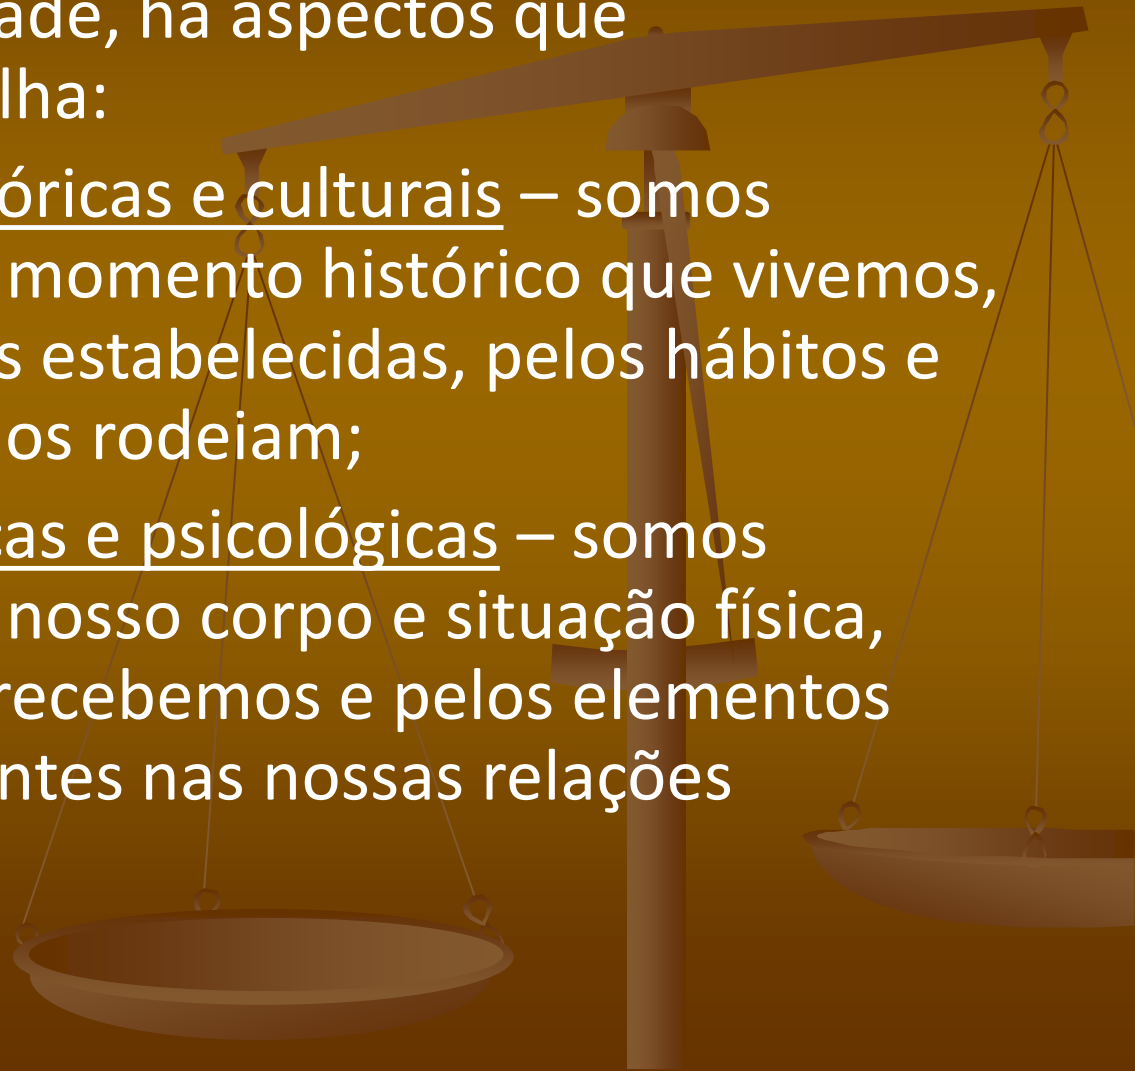 ade, há aspectos que
lha:
óricas e culturais – somos
momento histórico que vivemos,
s estabelecidas, pelos hábitos e
os rodeiam;
cas e psicológicas – somos
nosso corpo e situação física,
recebemos e pelos elementos
ntes nas nossas relações